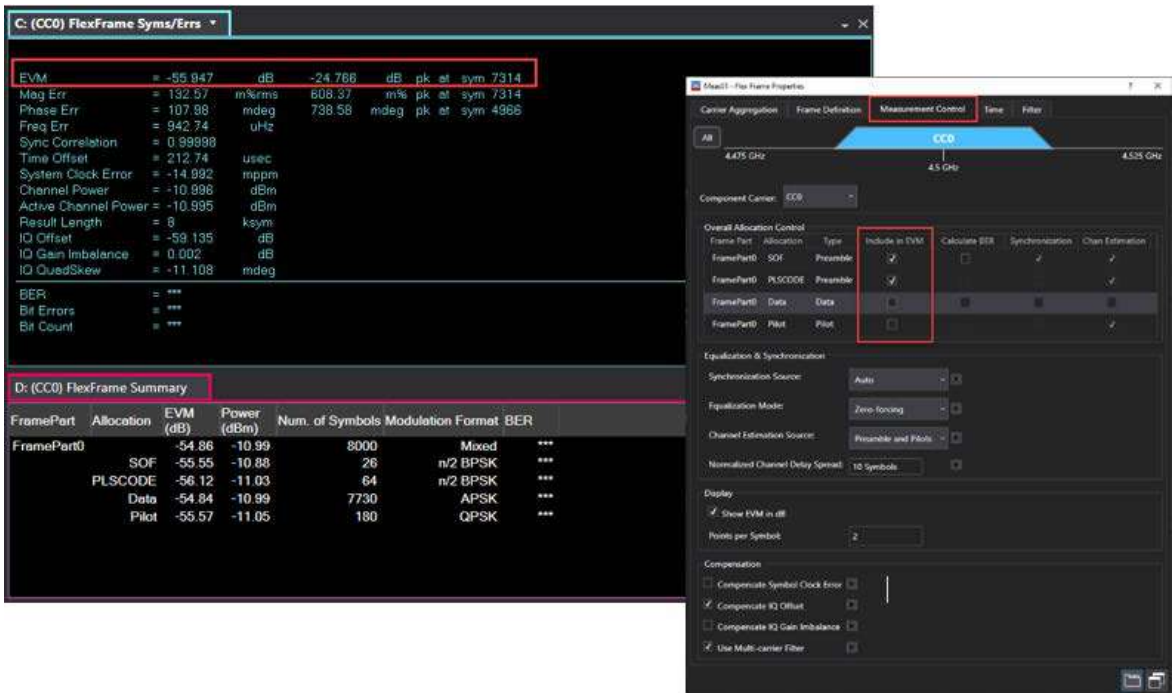 C: (CC0) FlexFrame Syms/Errs
EVM = -55.947 dB -24.766 dB pk at sym 7314
Mag Err = 132.57 m%rms 608.37 m% pk at sym 7314
Phase Err = 107.98 mdeg 738.58 mdeg pk at sym 4966
Freq Err = 942.74 uHz
Sync Correlation = 0.99998
Time Offset = 212.74 usec
System Clock Error = -14.992 mppm
Channel Power = -10.996 dBm
Active Channel Power = -10.995 dBm
Result Length = 8 ksym
IQ Offset = -59.135 dB
IQ Gain Imbalance = 0.002 dB
IQ QuadSkew = -11.108 mdeg
BER = ***
Bit Errors = ***
Bit Count = ***
D: (CC0) FlexFrame Summary
FramePart Allocation EVM (dB) Power (dBm) Num. of Symbols Modulation Format BER
FramePart0 -54.86 -10.99 8000 Mixed ***
SOF -55.55 -10.88 26 π/2 BPSK ***
PLSCODE -56.12 -11.03 64 π/2 BPSK ***
Data -54.84 -10.99 7730 APSK ***
Pilot -55.57 -11.05 180 QPSK ***
Meas01 - Flex Frame Properties ? ×
Carrier Aggregation Frame Definition Measurement Control Time Filter
All
CC0
4.475 GHz 4.5 GHz 4.525 GHz
Component Carrier: CC0
Overall Allocation Control
Frame Part Allocation Type Include in EVM Calculate BER Synchronization Chan Estimation
FramePart0 SOF Preamble
FramePart0 PLSCODE Preamble
FramePart0 Data Data
FramePart0 Pilot Pilot
Equalization & Synchronization
Synchronization Source: Auto
Equalization Mode: Zero-forcing
Channel Estimation Source: Preamble and Pilots
Normalized Channel Delay Spread: 10 Symbols
Display
Show EVM in dB
Points per Symbol: 2
Compensation
Compensate Symbol Clock Error
Compensate IQ Offset
Compensate IQ Gain Imbalance
Use Multi-carrier Filter